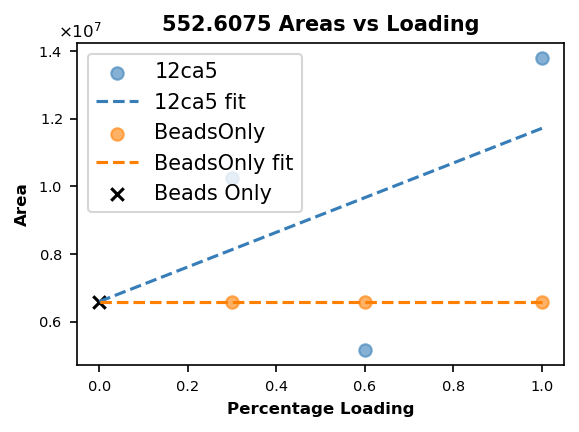 552.6075 Areas vs Loading
×10⁷
1.4
1.2
1.0
0.8
0.6
Area
12ca5
12ca5 fit
BeadsOnly
BeadsOnly fit
Beads Only
0.0 0.2 0.4 0.6 0.8 1.0
Percentage Loading